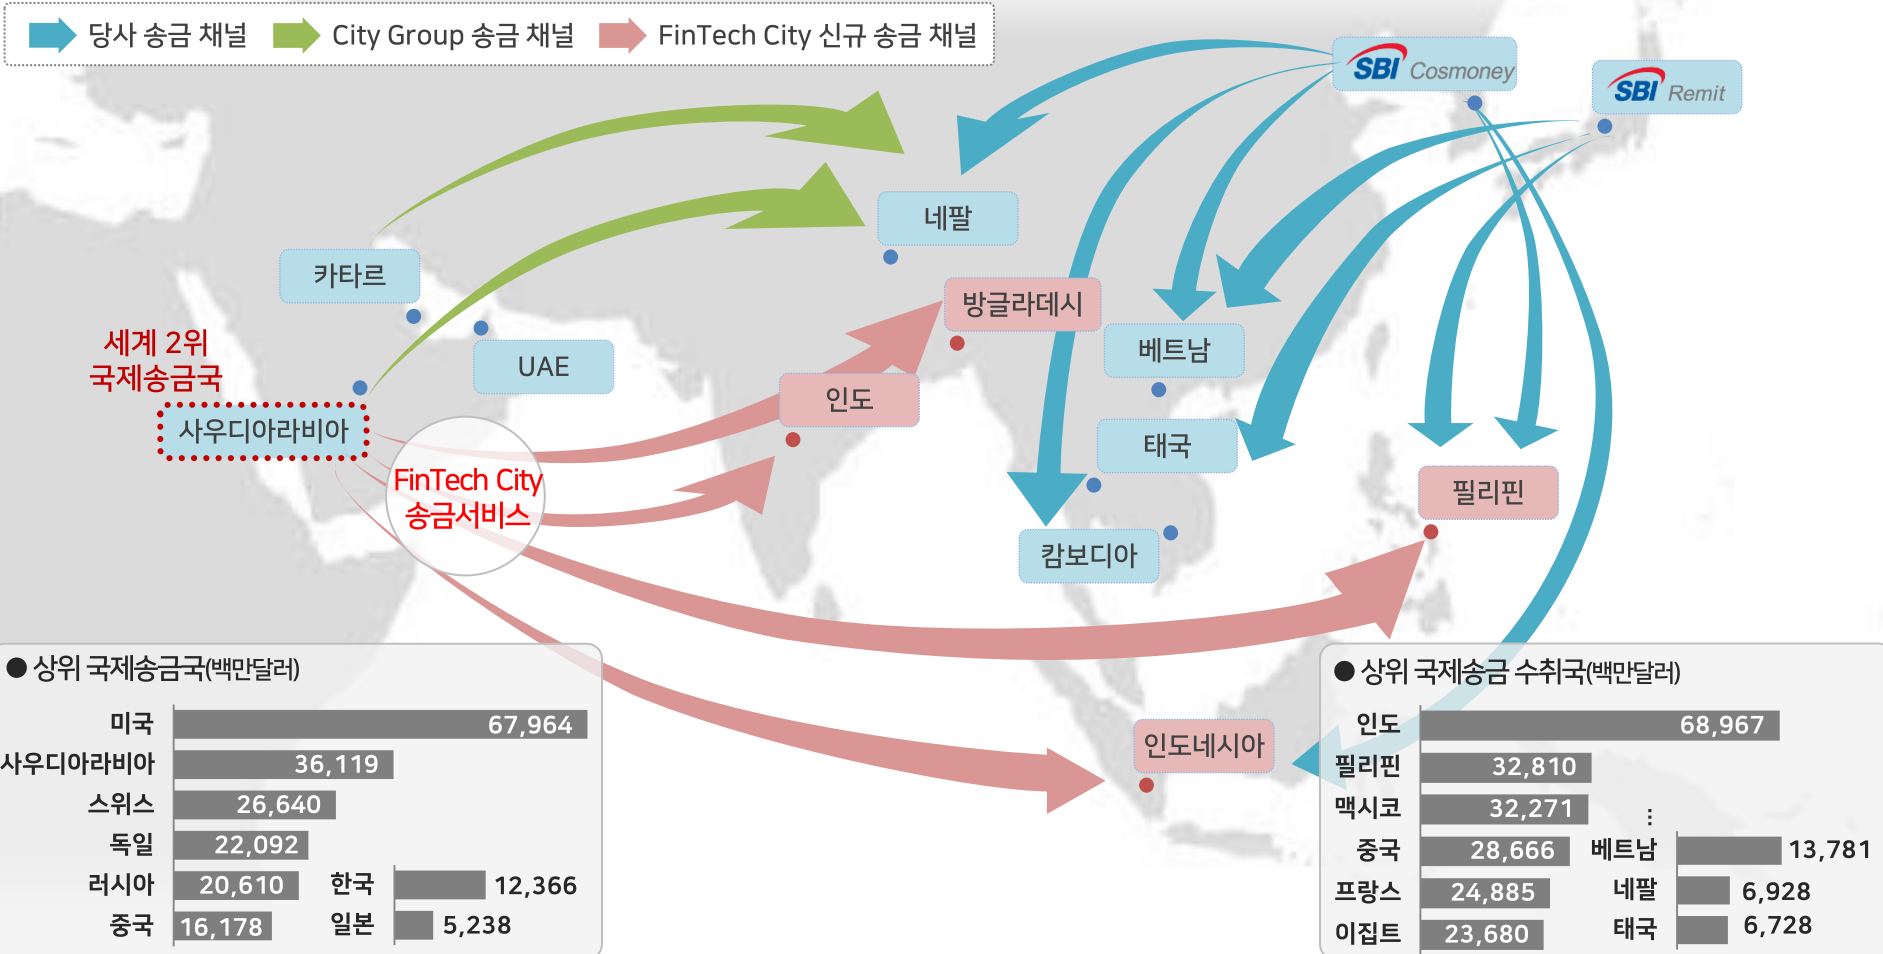 당사 송금 채널
City Group 송금 채널
FinTech City 신규 송금 채널
SBI Cosmoney
SBI Remit
네팔
카타르
방글라데시
세계 2위
국제송금국
UAE
베트남
인도
사우디아라비아
태국
FinTech City
송금서비스
필리핀
캄보디아
인도네시아
● 상위 국제송금국(백만달러)
미국 67,964
사우디아라비아 36,119
스위스 26,640
독일 22,092
러시아 20,610
중국 16,178
한국 12,366
일본 5,238
● 상위 국제송금 수취국(백만달러)
인도 68,967
필리핀 32,810
맥시코 32,271
중국 28,666
프랑스 24,885
이집트 23,680
⋮
베트남 13,781
네팔 6,928
태국 6,728